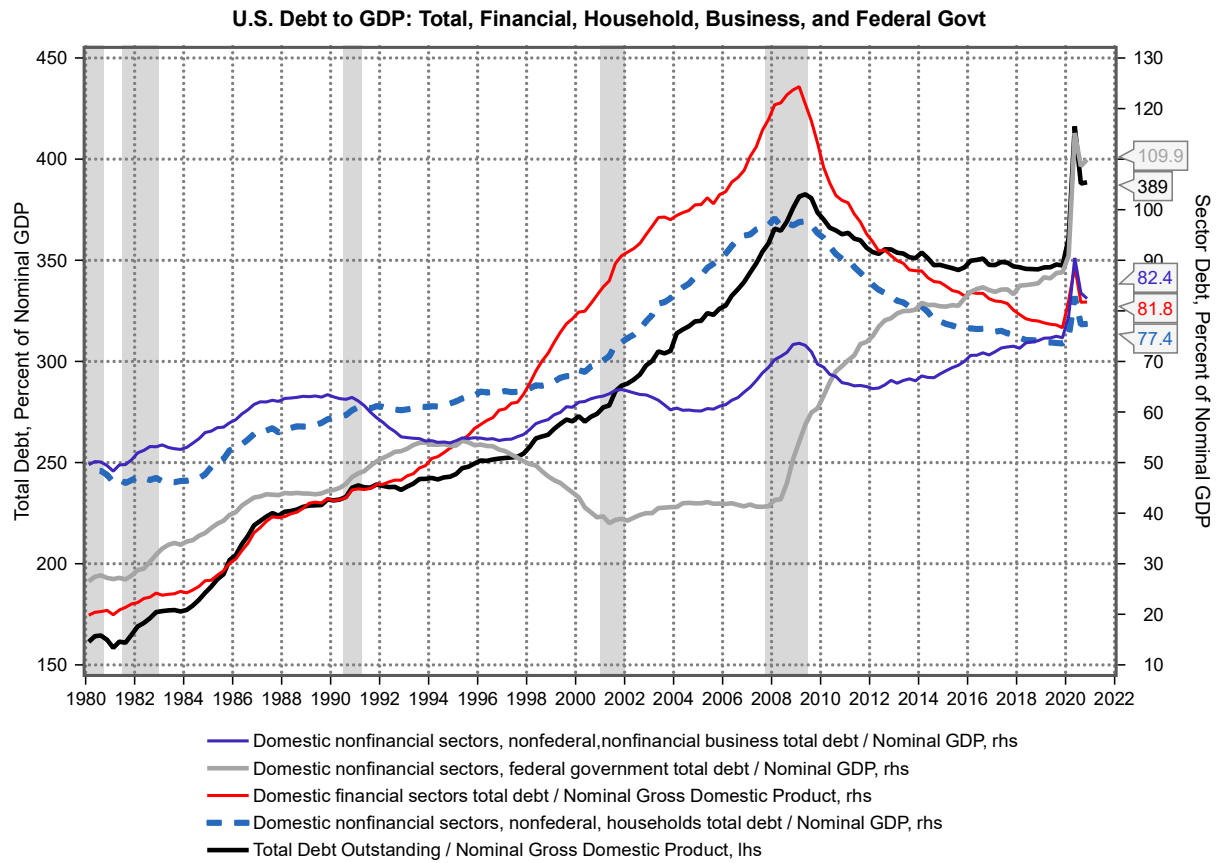 U.S. Debt to GDP: Total, Financial, Household, Business, and Federal Govt
Total Debt, Percent of Nominal GDP
450
400
350
300
250
200
150
130
120
100
90
70
60
50
40
30
20
10
109.9
389
82.4
81.8
77.4
Sector Debt, Percent of Nominal GDP
1980 1982 1984 1986 1988 1990 1992 1994 1996 1998 2000 2002 2004 2006 2008 2010 2012 2014 2016 2018 2020 2022
Domestic nonfinancial sectors, nonfederal,nonfinancial business total debt / Nominal GDP, rhs
Domestic nonfinancial sectors, federal government total debt / Nominal GDP, rhs
Domestic financial sectors total debt / Nominal Gross Domestic Product, rhs
Domestic nonfinancial sectors, nonfederal, households total debt / Nominal GDP, rhs
Total Debt Outstanding / Nominal Gross Domestic Product, lhs